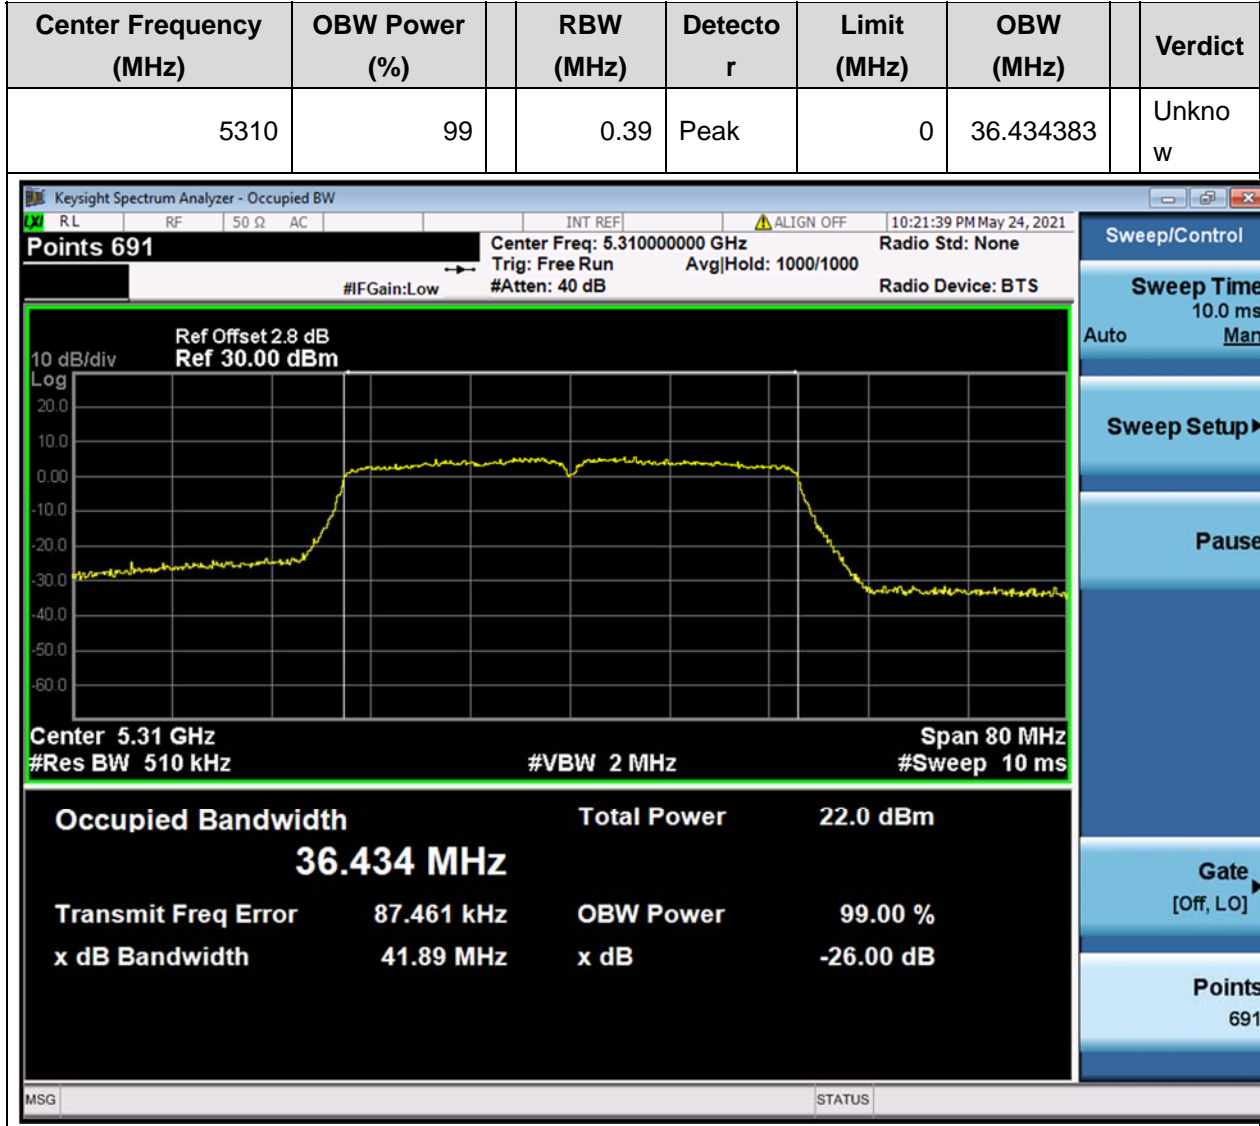 Center Frequency OBW Power RBW Detecto Limit OBW Verdict
(MHz) (%) (MHz) r (MHz) (MHz)
5310 99 0.39 Peak 0 36.434383 Unkno
w
Keysight Spectrum Analyzer - Occupied BW
LXI RL RF 50 Ω AC INT REF ALIGN OFF 10:21:39 PM May 24, 2021
Points 691 Center Freq: 5.310000000 GHz Radio Std: None
Trig: Free Run Avg|Hold: 1000/1000
#IFGain:Low #Atten: 40 dB Radio Device: BTS
Ref Offset 2.8 dB
10 dB/div Ref 30.00 dBm
Log
20.0
10.0
0.00
-10.0
-20.0
-30.0
-40.0
-50.0
-60.0
Center 5.31 GHz Span 80 MHz
#Res BW 510 kHz #VBW 2 MHz #Sweep 10 ms
Occupied Bandwidth Total Power 22.0 dBm
36.434 MHz
Transmit Freq Error 87.461 kHz OBW Power 99.00 %
x dB Bandwidth 41.89 MHz x dB -26.00 dB
MSG STATUS
Sweep/Control
Sweep Time
10.0 ms
Auto Man
Sweep Setup
Pause
Gate
[Off, LO]
Points
691